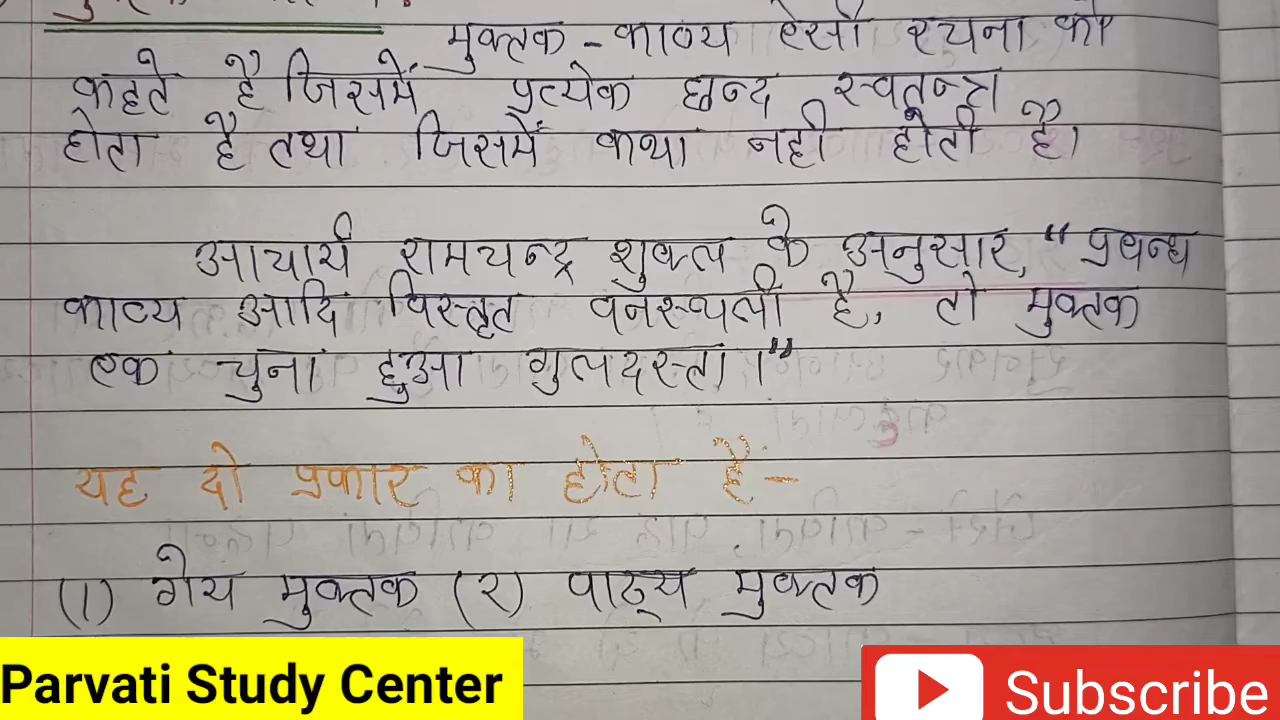 मुक्तक - काव्य ऐसी रचना को
कहते है जिसमें प्रत्येक छन्द स्वतन्त्र
होता है तथा जिसमें कथा नही होती है।
आचार्य रामचन्द्र शुक्ल के अनुसार, "प्रबन्ध
काव्य आदि विस्तृत वनस्थली है, तो मुक्तक
एक चुना हुआ गुलदस्ता ।"
यह दो प्रकार का होता है -
(1) गेय मुक्तक (२) पाठ्य मुक्तक
Parvati Study Center
Subscribe